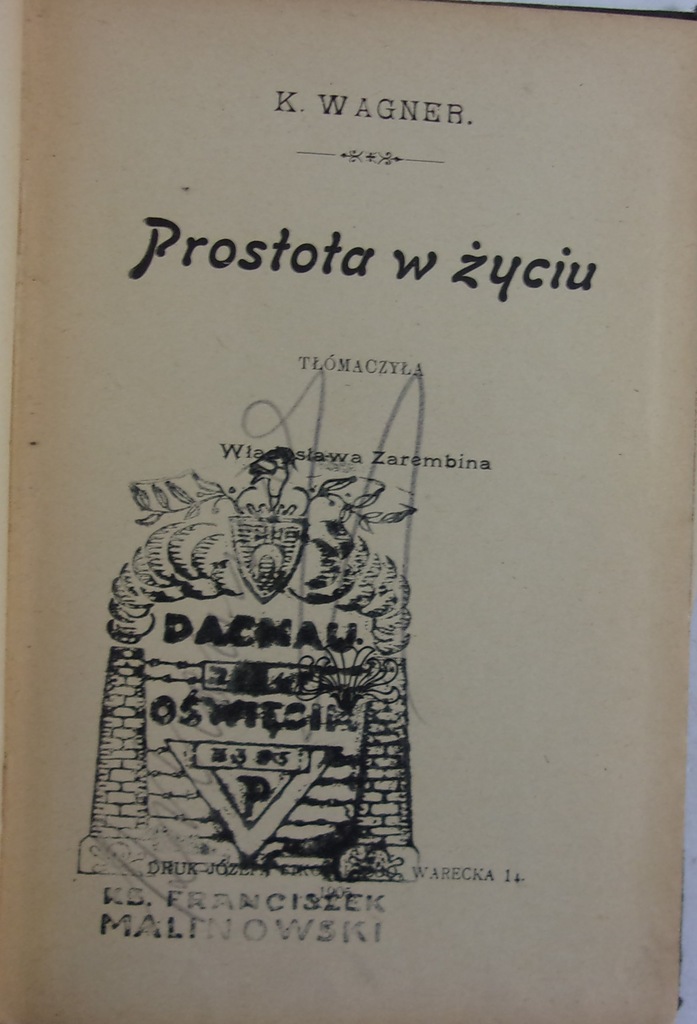 K. WAGNER.
Prostota w życiu
TŁÓMACZYŁA
Władysława Zarembina
DACHAU.
OŚWIĘCIM
P
DRUK JÓZEFA WARECKA 14.
KS. FRANCISZEK
MALINOWSKI